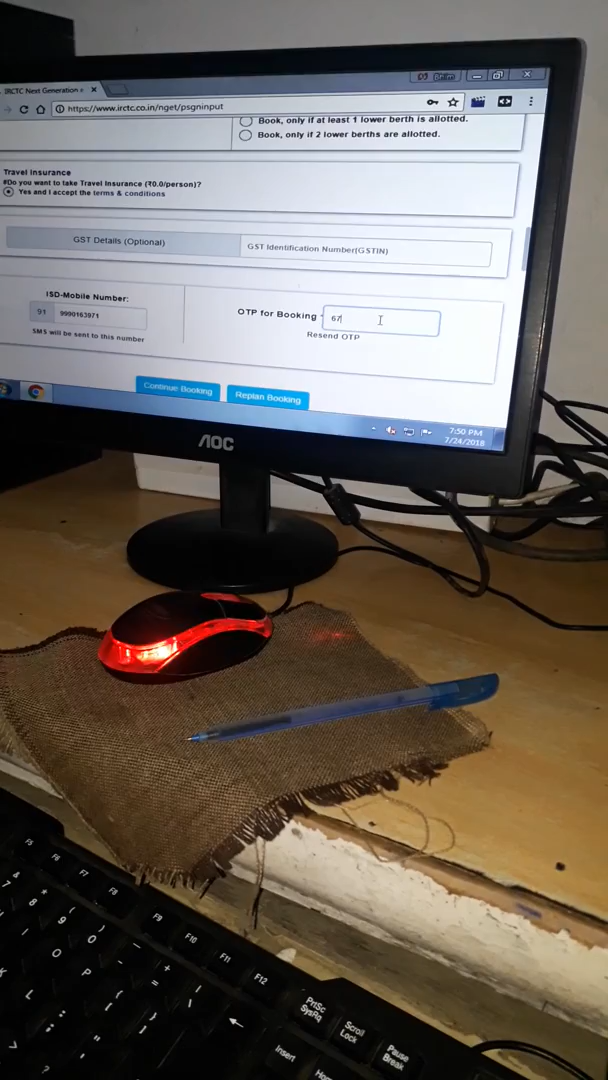 IRCTC Next Generation e
https://www.irctc.co.in/nget/psgninput
Book, only if at least 1 lower berth is allotted.
Book, only if 2 lower berths are allotted.
Travel Insurance
#Do you want to take Travel Insurance (₹0.0/person)?
Yes and I accept the terms & conditions
GST Details (Optional)
GST Identification Number(GSTIN)
ISD-Mobile Number:
91 9990163971
SMS will be sent to this number
OTP for Booking
67
Resend OTP
Continue Booking
Replan Booking
7:50 PM
7/24/2018
AOC
F5
F6
F7
F8
F9
F10
F11
F12
PrtSc
SysRq
Scroll
Lock
Pause
Break
Insert
7
8
9
0
O
P
L